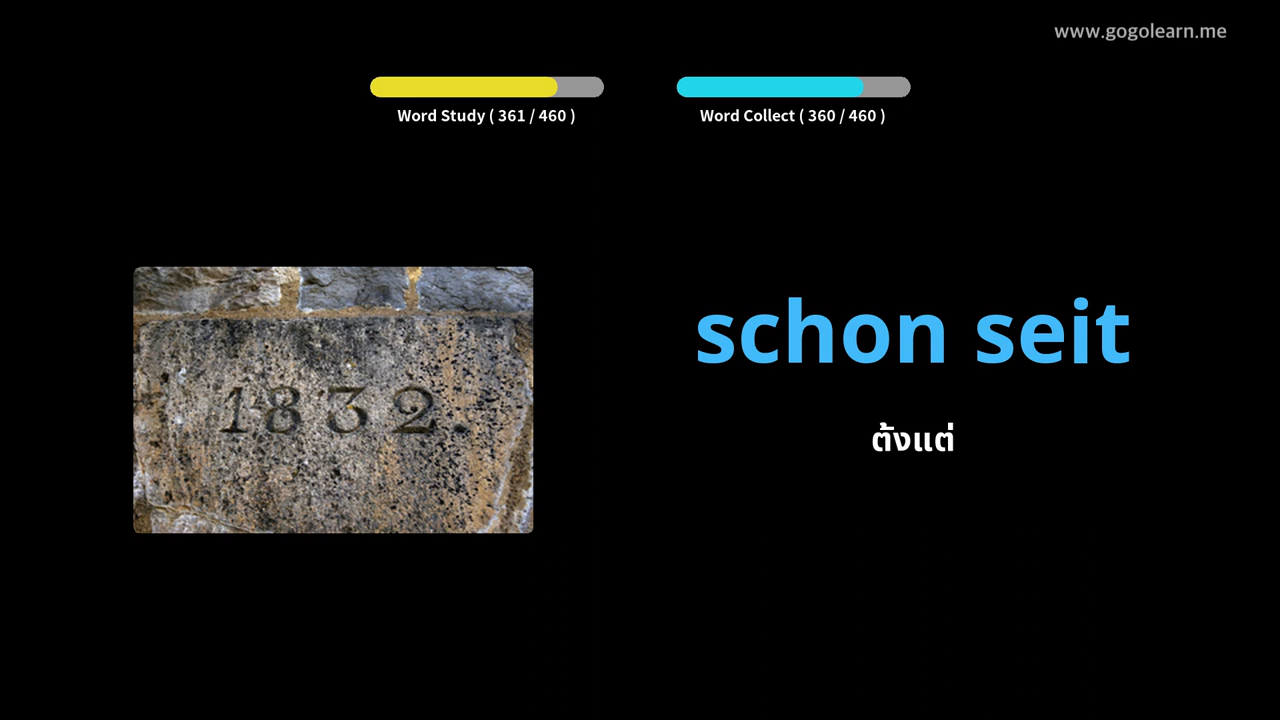 www.gogolearn.me
Word Study ( 361 / 460 )
Word Collect ( 360 / 460 )
1832.
schon seit
ตั้งแต่